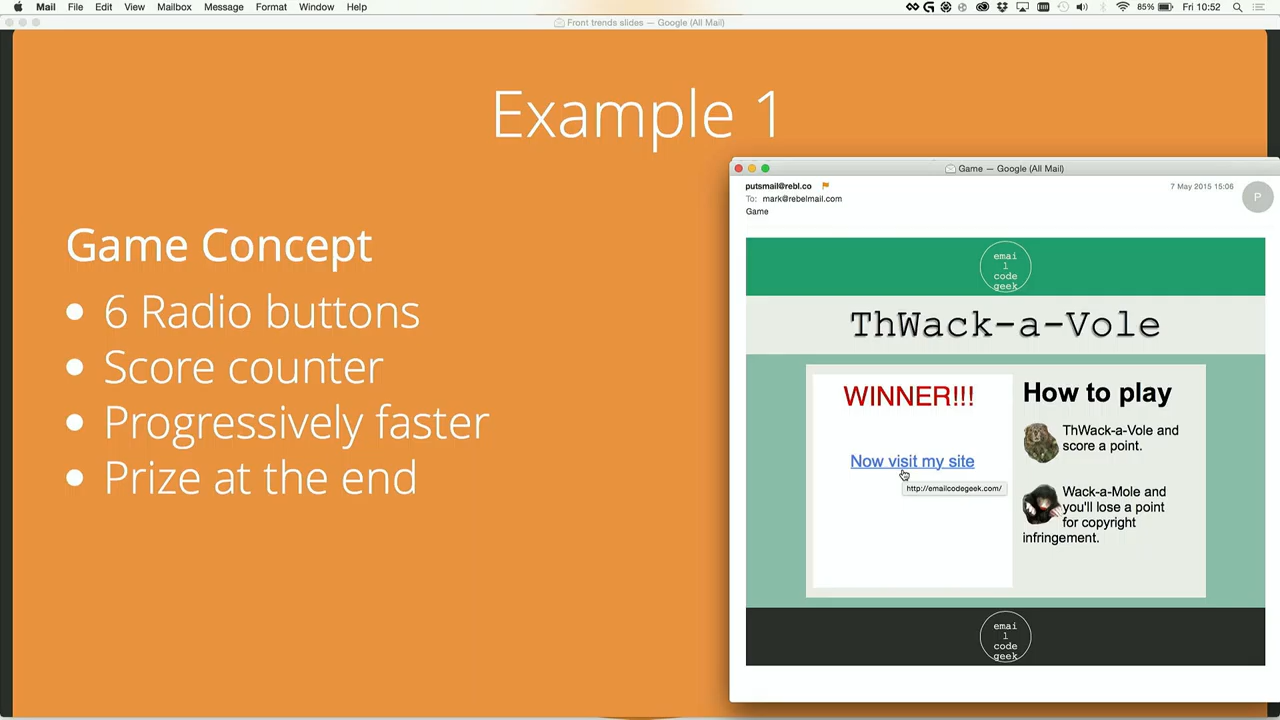 Mail File Edit View Mailbox Message Format Window Help 85% Fri 10:52
Front trends slides — Google (All Mail)
Example 1
Game Concept
6 Radio buttons
Score counter
Progressively faster
Prize at the end
Game — Google (All Mail)
putsmail@rebl.co 7 May 2015 15:06
P
To: mark@rebelmail.com
Game
emai
l
code
geek
ThWack-a-Vole
WINNER!!!
Now visit my site
http://emailcodegeek.com/
How to play
ThWack-a-Vole and
score a point.
Wack-a-Mole and
you'll lose a point
for copyright
infringement.
emai
l
code
geek